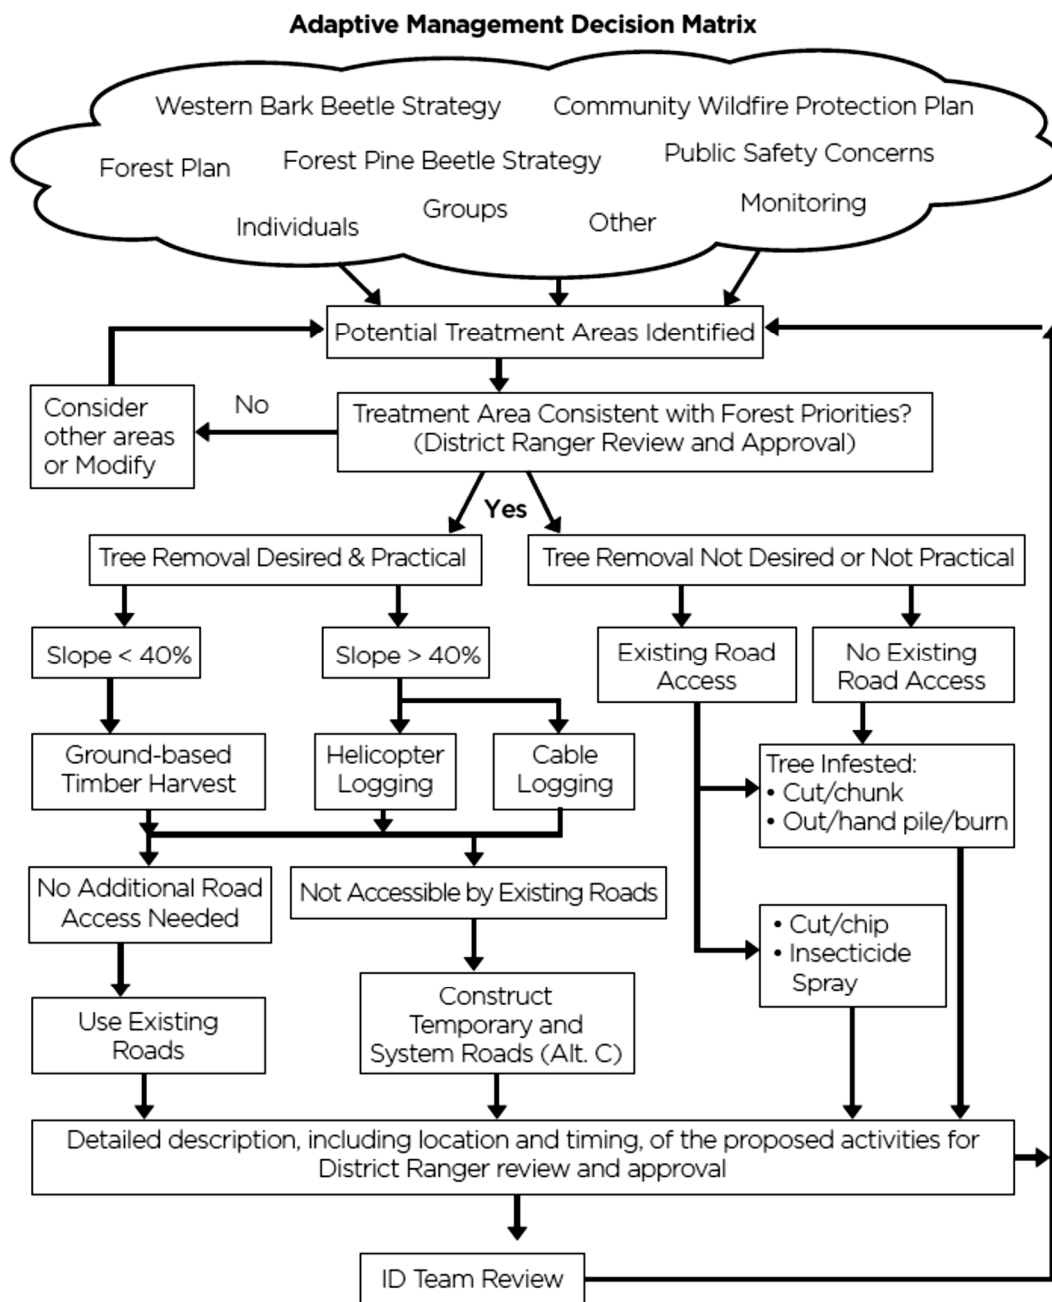 Adaptive Management Decision Matrix
Western Bark Beetle Strategy
Community Wildfire Protection Plan
Forest Plan
Forest Pine Beetle Strategy
Public Safety Concerns
Individuals
Groups
Other
Monitoring
Potential Treatment Areas Identified
Consider
other areas
or Modify
No
Treatment Area Consistent with Forest Priorities?
(District Ranger Review and Approval)
Yes
Tree Removal Desired & Practical
Tree Removal Not Desired or Not Practical
Slope < 40%
Slope > 40%
Existing Road
Access
No Existing
Road Access
Ground-based
Timber Harvest
Helicopter
Logging
Cable
Logging
Tree Infested:
• Cut/chunk
• Out/hand pile/burn
No Additional Road
Access Needed
Not Accessible by Existing Roads
• Cut/chip
• Insecticide
Spray
Use Existing
Roads
Construct
Temporary and
System Roads (Alt. C)
Detailed description, including location and timing, of the proposed activities for
District Ranger review and approval
ID Team Review